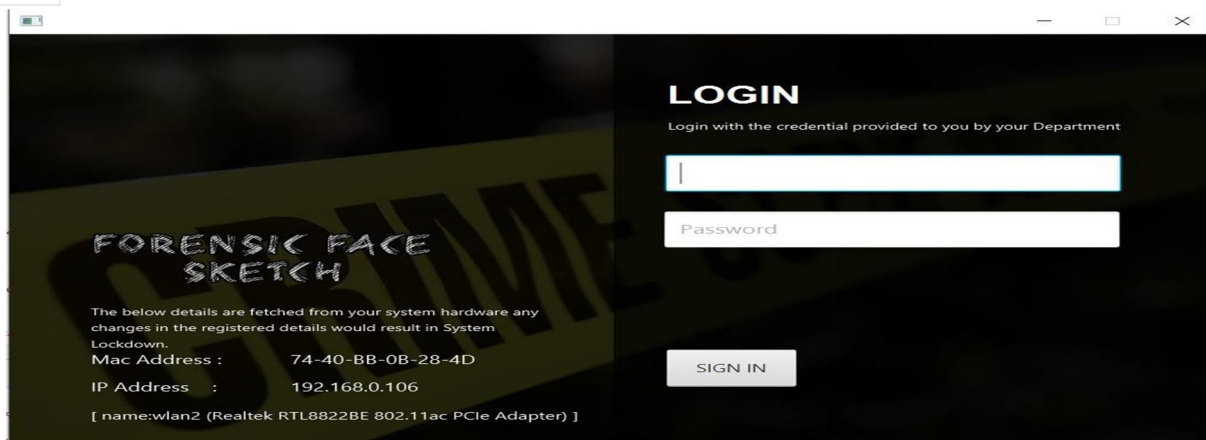 FORENSIC FACE
SKETCH
The below details are fetched from your system hardware any
changes in the registered details would result in System
Lockdown.
Mac Address : 74-40-BB-0B-28-4D
IP Address : 192.168.0.106
[ name:wlan2 (Realtek RTL8822BE 802.11ac PCIe Adapter) ]
LOGIN
Login with the credential provided to you by your Department
Password
SIGN IN
CRIME